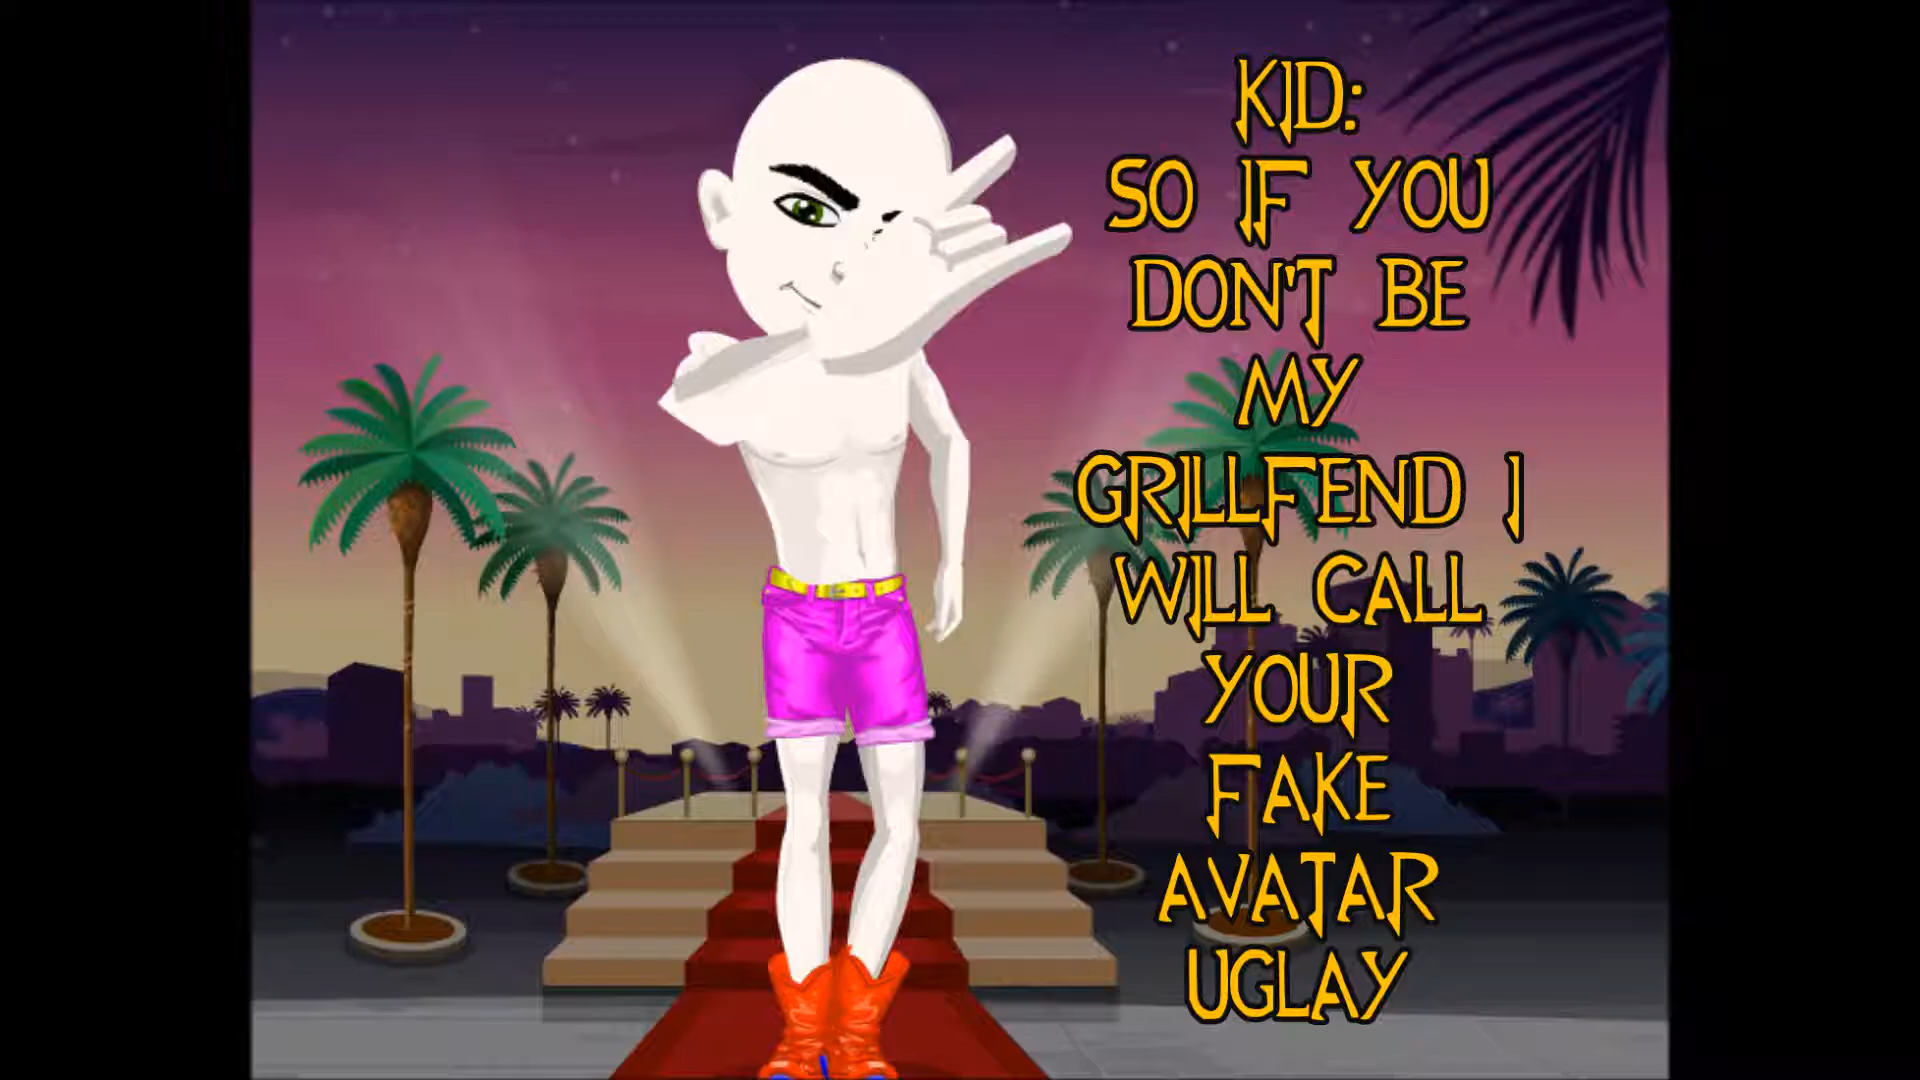 KID:
SO IF YOU
DON'T BE
MY
GRILLFEND I
WILL CALL
YOUR
FAKE
AVATAR
UGLAY